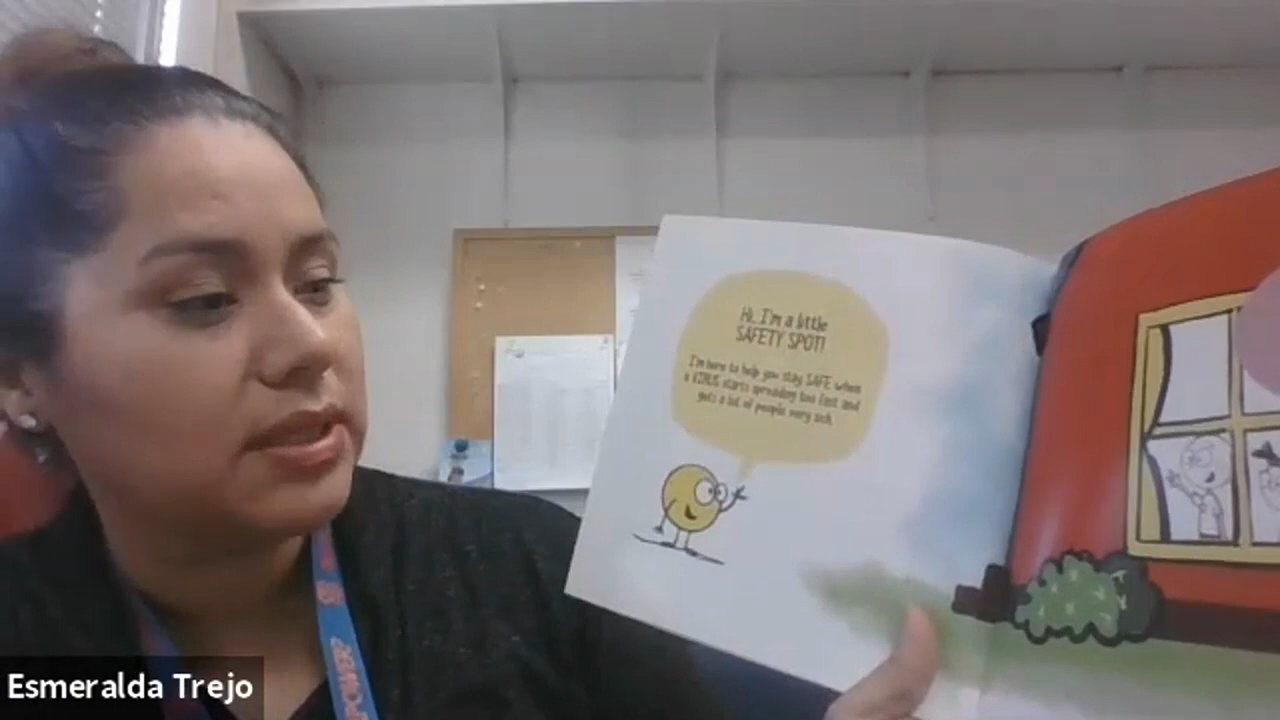 Hi, I'm a little
SAFETY SPOT!
I'm here to help you stay SAFE when
a VIRUS starts spreading too fast and
gets a lot of people very sick.
POWER
Esmeralda Trejo